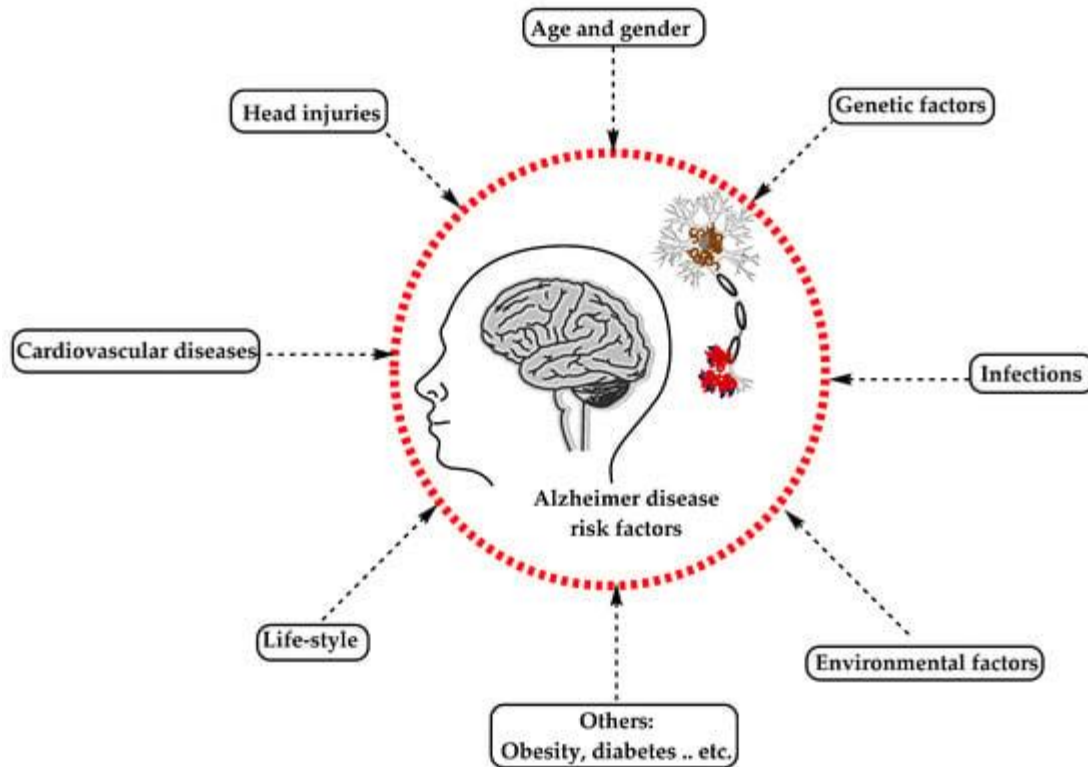 Age and gender
Head injuries
Genetic factors
Cardiovascular diseases
Infections
Alzheimer disease
risk factors
Life-style
Environmental factors
Others:
Obesity, diabetes .. etc.